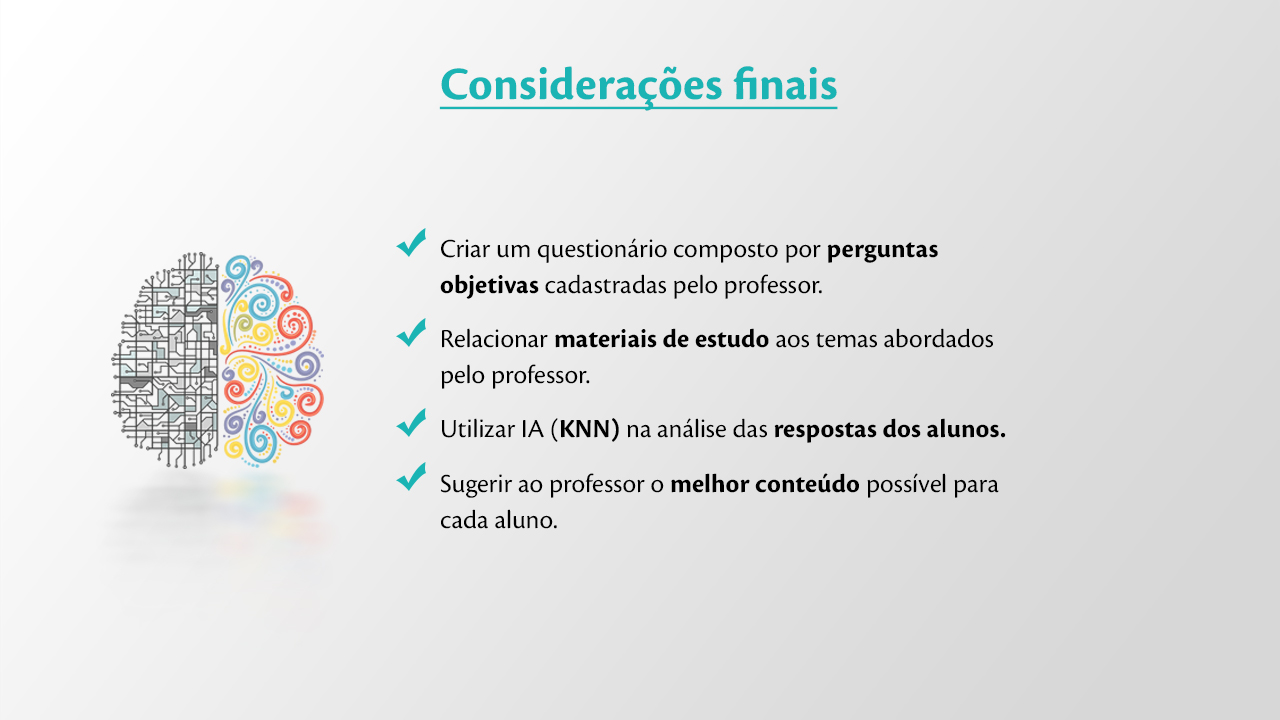 Considerações finais
Criar um questionário composto por perguntas
objetivas cadastradas pelo professor.
Relacionar materiais de estudo aos temas abordados
pelo professor.
Utilizar IA (KNN) na análise das respostas dos alunos.
Sugerir ao professor o melhor conteúdo possível para
cada aluno.